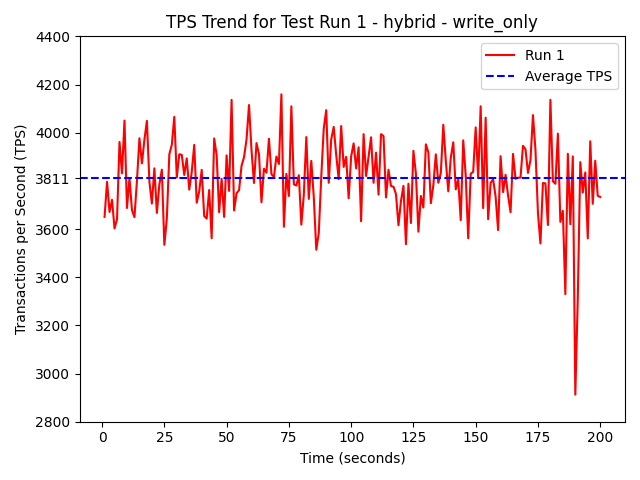 TPS Trend for Test Run 1 - hybrid - write_only
Run 1
Average TPS
Transactions per Second (TPS)
4400
4200
4000
3811
3600
3400
3200
3000
2800
0 25 50 75 100 125 150 175 200
Time (seconds)